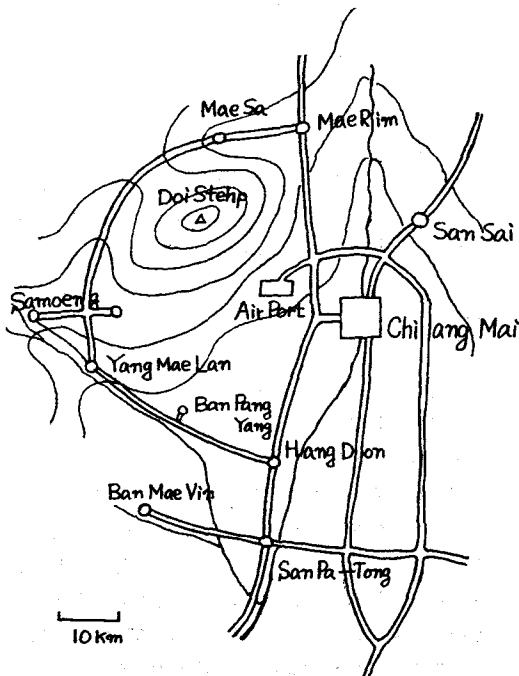 Mae Sa
Mae Rim
Doi Stehp
San Sai
Samoeng
Air Port
Chiang Mai
Yang Mae Lan
Ban Pang
Yang
Hang Don
Ban Mae Vin
San Pa-Tong
10 Km